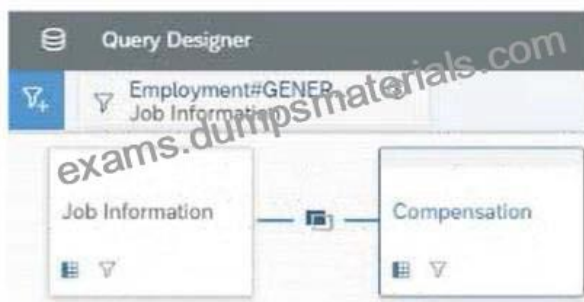 Query Designer
Employment#GENER...
Job Information
exams.dumpsmaterials.com
Job Information
Compensation